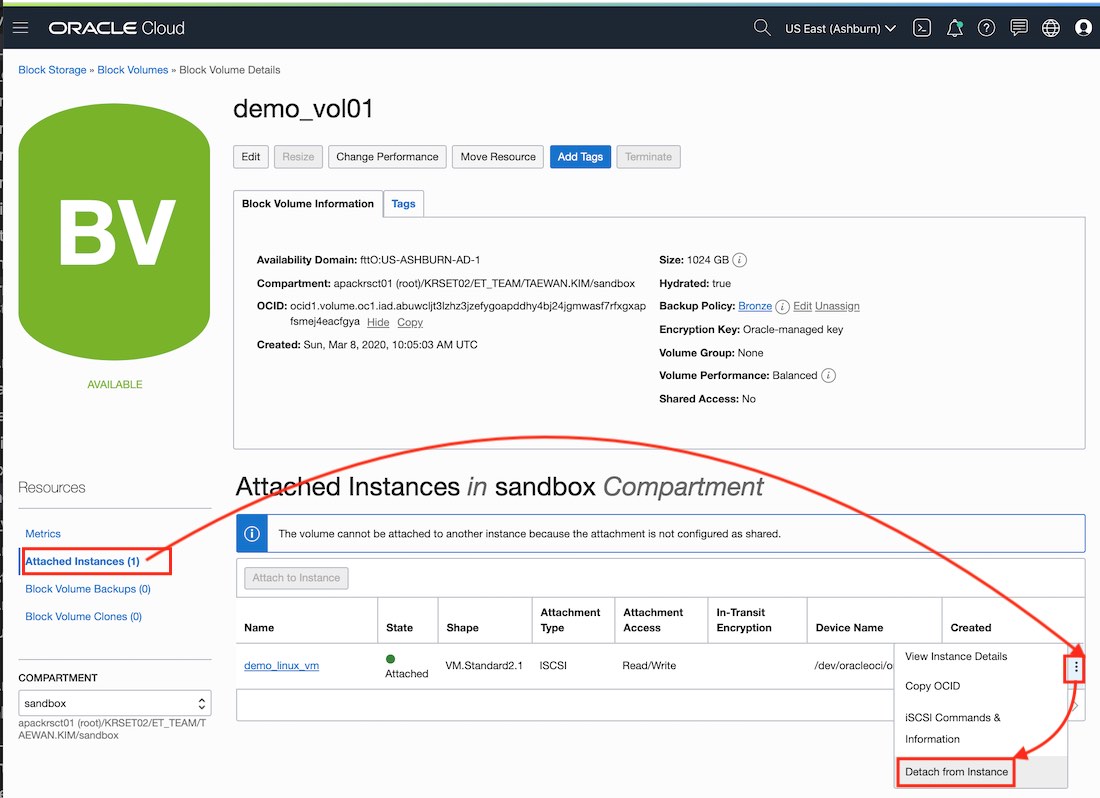 ORACLE Cloud
US East (Ashburn)
Block Storage » Block Volumes » Block Volume Details
BV
AVAILABLE
demo_vol01
Edit Resize Change Performance Move Resource Add Tags Terminate
Block Volume Information Tags
Availability Domain: fttO:US-ASHBURN-AD-1
Compartment: apackrsct01 (root)/KRSET02/ET_TEAM/TAEWAN.KIM/sandbox
OCID: ocid1.volume.oc1.iad.abuwcljt3lzhz3jzefygoapddhy4bj24jgmwasf7rfxgxap
fsmej4eacfgya Hide Copy
Created: Sun, Mar 8, 2020, 10:05:03 AM UTC
Size: 1024 GB
Hydrated: true
Backup Policy: Bronze Edit Unassign
Encryption Key: Oracle-managed key
Volume Group: None
Volume Performance: Balanced
Shared Access: No
Resources
Metrics
Attached Instances (1)
Block Volume Backups (0)
Block Volume Clones (0)
COMPARTMENT
sandbox
apackrsct01 (root)/KRSET02/ET_TEAM/T
AEWAN.KIM/sandbox
Attached Instances in sandbox Compartment
The volume cannot be attached to another instance because the attachment is not configured as shared.
Attach to Instance
Name State Shape Attachment Type Attachment Access In-Transit Encryption Device Name Created
demo_linux_vm Attached VM.Standard2.1 ISCSI Read/Write /dev/oracleoci/o
View Instance Details
Copy OCID
iSCSI Commands &
Information
Detach from Instance